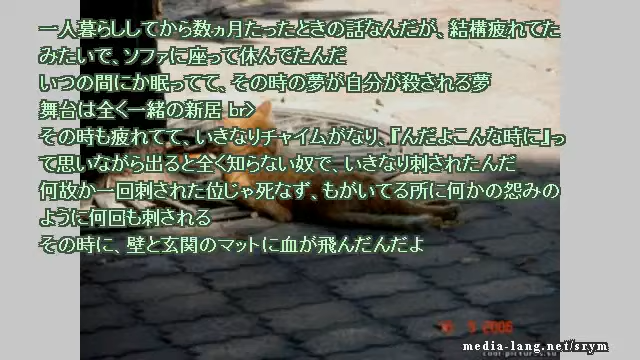 一人暮らししてから数ヵ月たったときの話なんだが、結構疲れてた
みたいで、ソファに座って休んでたんだ
いつの間にか眠ってて、その時の夢が自分が殺される夢
舞台は全く一緒の新居 br>
その時も疲れてて、いきなりチャイムがなり、『んだよこんな時に』っ
て思いながら出ると全く知らない奴で、いきなり刺されたんだ
何故か一回刺された位じゃ死なず、もがいてる所に何かの怨みの
ように何回も刺される
その時に、壁と玄関のマットに血が飛んだんだよ
media-lang.net/srym